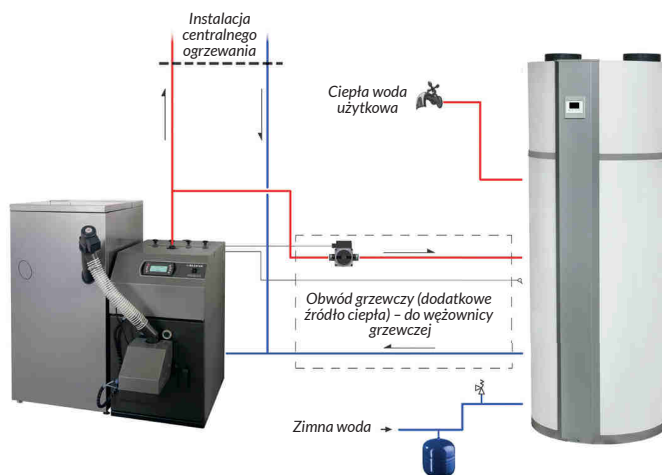 Instalacja
centralnego
ogrzewania
Ciepła woda
użytkowa
Obwód grzewczy (dodatkowe
źródło ciepła) – do wężownicy
grzewczej
Zimna woda